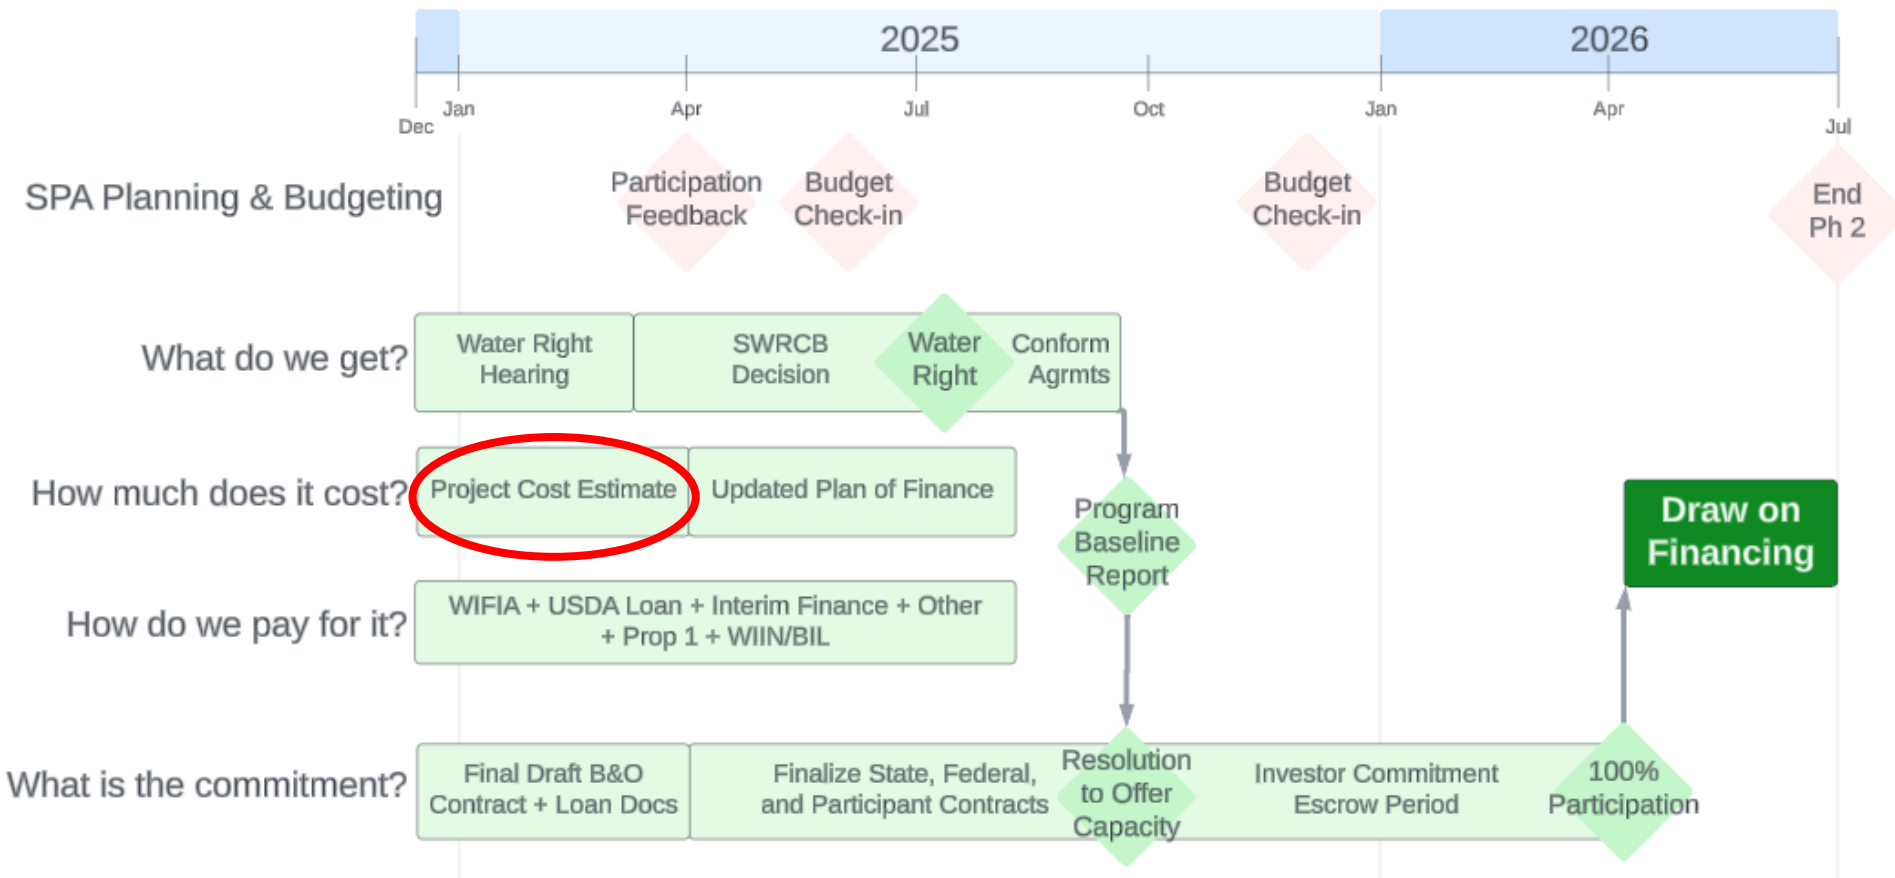 2025
2026
Dec
Jan
Apr
Jul
Oct
Jan
Apr
Jul
SPA Planning & Budgeting
Participation
Feedback
Budget
Check-in
Budget
Check-in
End
Ph 2
What do we get?
Water Right
Hearing
SWRCB
Decision
Water
Right
Conform
Agrmts
How much does it cost?
Project Cost Estimate
Updated Plan of Finance
Program
Baseline
Report
Draw on
Financing
How do we pay for it?
WIFIA + USDA Loan + Interim Finance + Other
+ Prop 1 + WIIN/BIL
What is the commitment?
Final Draft B&O
Contract + Loan Docs
Finalize State, Federal,
and Participant Contracts
Resolution
to Offer
Capacity
Investor Commitment
Escrow Period
100%
Participation